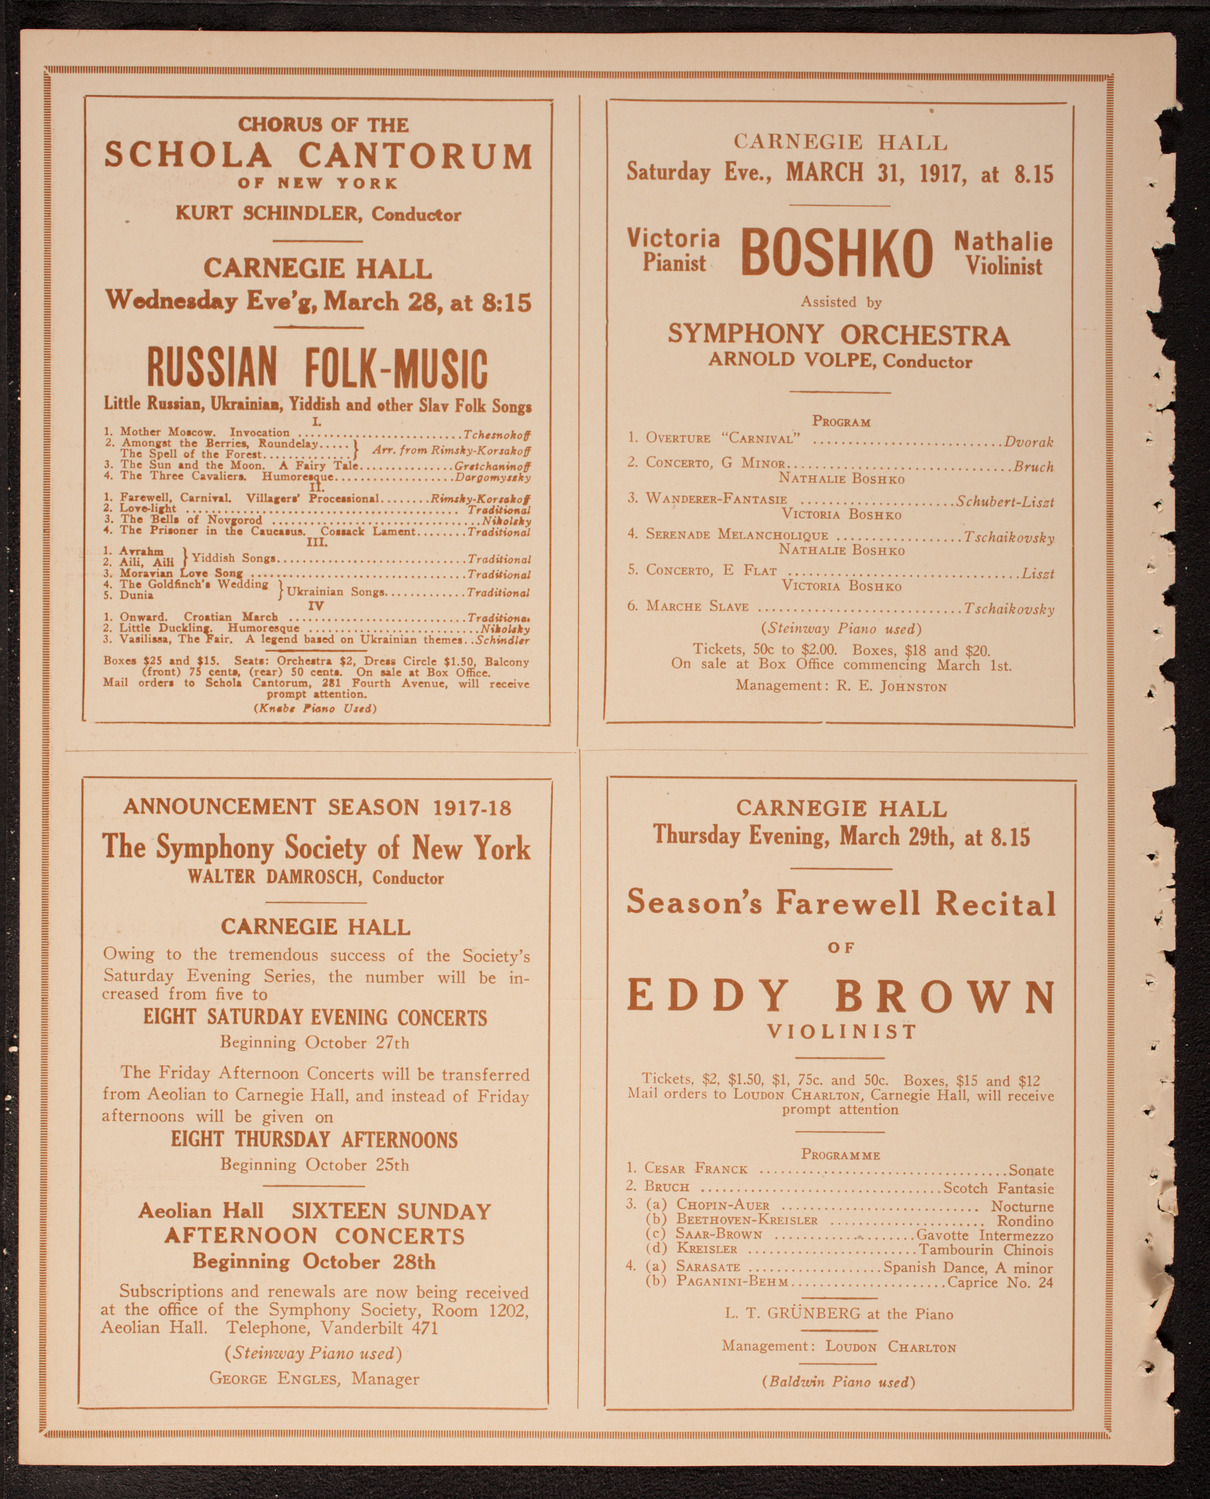 CHORUS OF THE
SCHOLA CANTORUM
OF NEW YORK
KURT SCHINDLER, Conductor
CARNEGIE HALL
Wednesday Eve'g, March 28, at 8:15
RUSSIAN FOLK-MUSIC
Little Russian, Ukrainian, Yiddish and other Slav Folk Songs
I.
1. Mother Moscow. Invocation ..........................Tchesnokoff
2. Amongst the Berries, Roundelay.....
The Spell of the Forest..............} Arr. from Rimsky-Korsakoff
3. The Sun and the Moon. A Fairy Tale...............Gretchaninoff
4. The Three Cavaliers. Humoresque...................Dargomyssky
II.
1. Farewell, Carnival. Villagers' Processional........Rimsky-Korsakoff
2. Love-light ............................................ Traditional
3. The Bells of Novgorod ..................................Nikolsky
4. The Prisoner in the Caucasus. Cossack Lament........Traditional
III.
1. Avrahm
2. Aili, Aili } Yiddish Songs..............................Traditional
3. Moravian Love Song ...................................Traditional
4. The Goldfinch's Wedding
5. Dunia } Ukrainian Songs.............Traditional
IV
1. Onward. Croatian March .............................Traditional
2. Little Duckling. Humoresque ...........................Nikolsky
3. Vasilissa, The Fair. A legend based on Ukrainian themes..Schindler
Boxes $25 and $15. Seats: Orchestra $2, Dress Circle $1.50, Balcony
(front) 75 cents, (rear) 50 cents. On sale at Box Office.
Mail orders to Schola Cantorum, 281 Fourth Avenue, will receive
prompt attention.
(Knabe Piano Used)
CARNEGIE HALL
Saturday Eve., MARCH 31, 1917, at 8.15
Victoria BOSHKO Nathalie
Pianist Violinist
Assisted by
SYMPHONY ORCHESTRA
ARNOLD VOLPE, Conductor
PROGRAM
1. OVERTURE "CARNIVAL" ..........................Dvorak
2. CONCERTO, G MINOR...............................Bruch
NATHALIE BOSHKO
3. WANDERER-FANTASIE .....................Schubert-Liszt
VICTORIA BOSHKO
4. SERENADE MELANCHOLIQUE .................Tschaikovsky
NATHALIE BOSHKO
5. CONCERTO, E FLAT ................................Liszt
VICTORIA BOSHKO
6. MARCHE SLAVE ............................Tschaikovsky
(Steinway Piano used)
Tickets, 50c to $2.00. Boxes, $18 and $20.
On sale at Box Office commencing March 1st.
Management: R. E. JOHNSTON
ANNOUNCEMENT SEASON 1917-18
The Symphony Society of New York
WALTER DAMROSCH, Conductor
CARNEGIE HALL
Owing to the tremendous success of the Society's
Saturday Evening Series, the number will be in-
creased from five to
EIGHT SATURDAY EVENING CONCERTS
Beginning October 27th
The Friday Afternoon Concerts will be transferred
from Aeolian to Carnegie Hall, and instead of Friday
afternoons will be given on
EIGHT THURSDAY AFTERNOONS
Beginning October 25th
Aeolian Hall SIXTEEN SUNDAY
AFTERNOON CONCERTS
Beginning October 28th
Subscriptions and renewals are now being received
at the office of the Symphony Society, Room 1202,
Aeolian Hall. Telephone, Vanderbilt 471
(Steinway Piano used)
GEORGE ENGLES, Manager
CARNEGIE HALL
Thursday Evening, March 29th, at 8.15
Season's Farewell Recital
OF
EDDY BROWN
VIOLINIST
Tickets, $2, $1.50, $1, 75c. and 50c. Boxes, $15 and $12
Mail orders to LOUDON CHARLTON, Carnegie Hall, will receive
prompt attention
PROGRAMME
1. CESAR FRANCK ..................................Sonate
2. BRUCH .................................Scotch Fantasie
3. (a) CHOPIN-AUER ........................... Nocturne
(b) BEETHOVEN-KREISLER ..................... Rondino
(c) SAAR-BROWN ...................Gavotte Intermezzo
(d) KREISLER .......................Tambourin Chinois
4. (a) SARASATE ..................Spanish Dance, A minor
(b) PAGANINI-BEHM.....................Caprice No. 24
L. T. GRÜNBERG at the Piano
Management: LOUDON CHARLTON
(Baldwin Piano used)